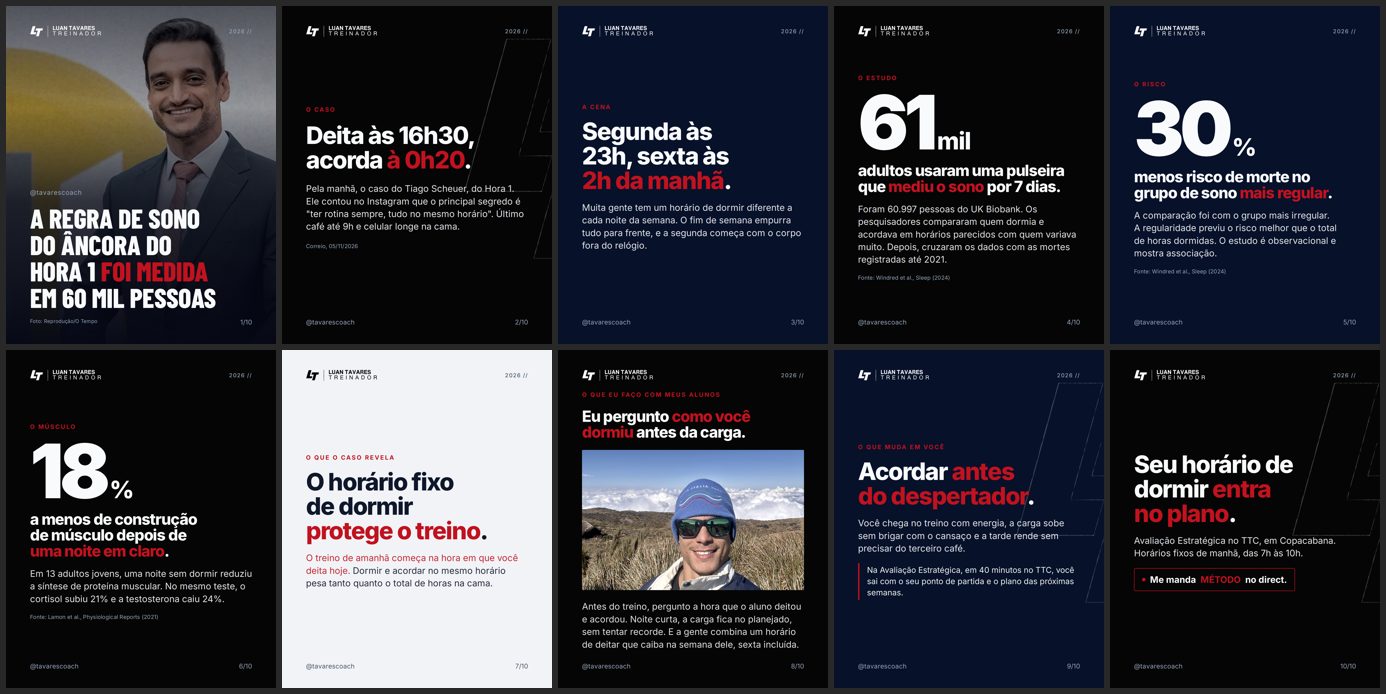 LT LUAN TAVARES
TREINADOR
2026 //
@tavarescoach
A REGRA DE SONO
DO ÂNCORA DO
HORA 1 FOI MEDIDA
EM 60 MIL PESSOAS
Foto: Reprodução/O Tempo
1/10
LT LUAN TAVARES
TREINADOR
2026 //
O CASO
Deita às 16h30,
acorda à 0h20.
Pela manhã, o caso do Tiago Scheuer, do Hora 1.
Ele contou no Instagram que o principal segredo é
"ter rotina sempre, tudo no mesmo horário". Último
café até 9h e celular longe na cama.
Correio, 05/11/2026
@tavarescoach
2/10
LT LUAN TAVARES
TREINADOR
2026 //
A CENA
Segunda às
23h, sexta às
2h da manhã.
Muita gente tem um horário de dormir diferente a
cada noite da semana. O fim de semana empurra
tudo para frente, e a segunda começa com o corpo
fora do relógio.
@tavarescoach
3/10
LT LUAN TAVARES
TREINADOR
2026 //
O ESTUDO
61 mil
adultos usaram uma pulseira
que mediu o sono por 7 dias.
Foram 60.997 pessoas do UK Biobank. Os
pesquisadores compararam quem dormia e
acordava em horários parecidos com quem variava
muito. Depois, cruzaram os dados com as mortes
registradas até 2021.
Fonte: Windred et al., Sleep (2024)
@tavarescoach
4/10
LT LUAN TAVARES
TREINADOR
2026 //
O RISCO
30 %
menos risco de morte no
grupo de sono mais regular.
A comparação foi com o grupo mais irregular.
A regularidade previu o risco melhor que o total
de horas dormidas. O estudo é observacional e
mostra associação.
Fonte: Windred et al., Sleep (2024)
@tavarescoach
5/10
LT LUAN TAVARES
TREINADOR
2026 //
O MÚSCULO
18 %
a menos de construção
de músculo depois de
uma noite em claro.
Em 13 adultos jovens, uma noite sem dormir reduziu
a síntese de proteína muscular. No mesmo teste, o
cortisol subiu 21% e a testosterona caiu 24%.
Fonte: Lamon et al., Physiological Reports (2021)
@tavarescoach
6/10
LT LUAN TAVARES
TREINADOR
2026 //
O QUE O CASO REVELA
O horário fixo
de dormir
protege o treino.
O treino de amanhã começa na hora em que você
deita hoje. Dormir e acordar no mesmo horário
pesa tanto quanto o total de horas na cama.
@tavarescoach
7/10
LT LUAN TAVARES
TREINADOR
2026 //
O QUE EU FAÇO COM MEUS ALUNOS
Eu pergunto como você
dormiu antes da carga.
Antes do treino, pergunto a hora que o aluno deitou
e acordou. Noite curta, a carga fica no planejado,
sem tentar recorde. E a gente combina um horário
de deitar que caiba na semana dele, sexta incluída.
@tavarescoach
8/10
LT LUAN TAVARES
TREINADOR
2026 //
O QUE MUDA EM VOCÊ
Acordar antes
do despertador.
Você chega no treino com energia, a carga sobe
sem brigar com o cansaço e a tarde rende sem
precisar do terceiro café.
Na Avaliação Estratégica, em 40 minutos no TTC, você
sai com o seu ponto de partida e o plano das próximas
semanas.
@tavarescoach
9/10
LT LUAN TAVARES
TREINADOR
2026 //
Seu horário de
dormir entra
no plano.
Avaliação Estratégica no TTC, em Copacabana.
Horários fixos de manhã, das 7h às 10h.
• Me manda MÉTODO no direct.
@tavarescoach
10/10